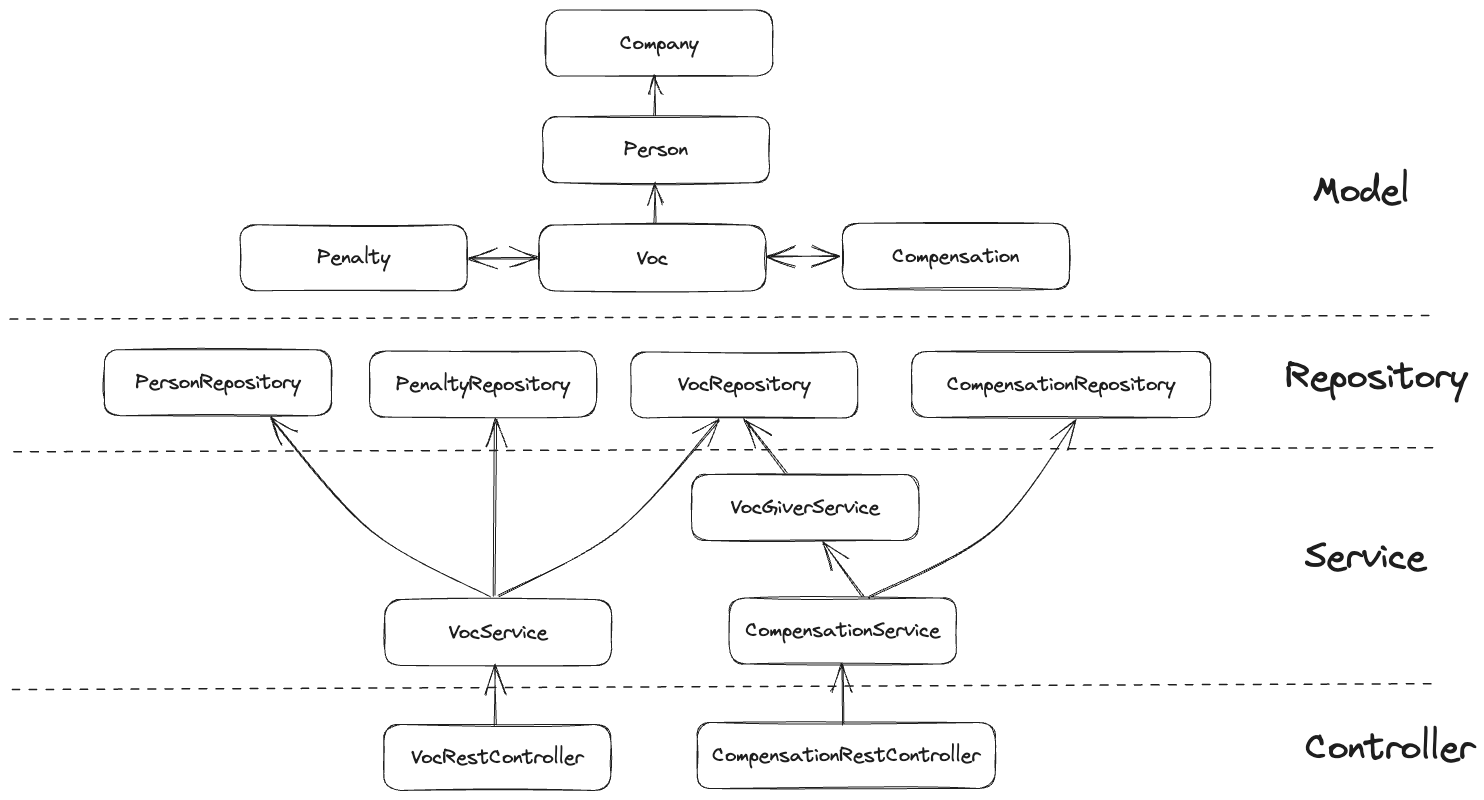 Company
Person
Model
Penalty
Voc
Compensation
PersonRepository
PenaltyRepository
VocRepository
CompensationRepository
Repository
VocGiverService
Service
VocService
CompensationService
VocRestController
CompensationRestController
Controller